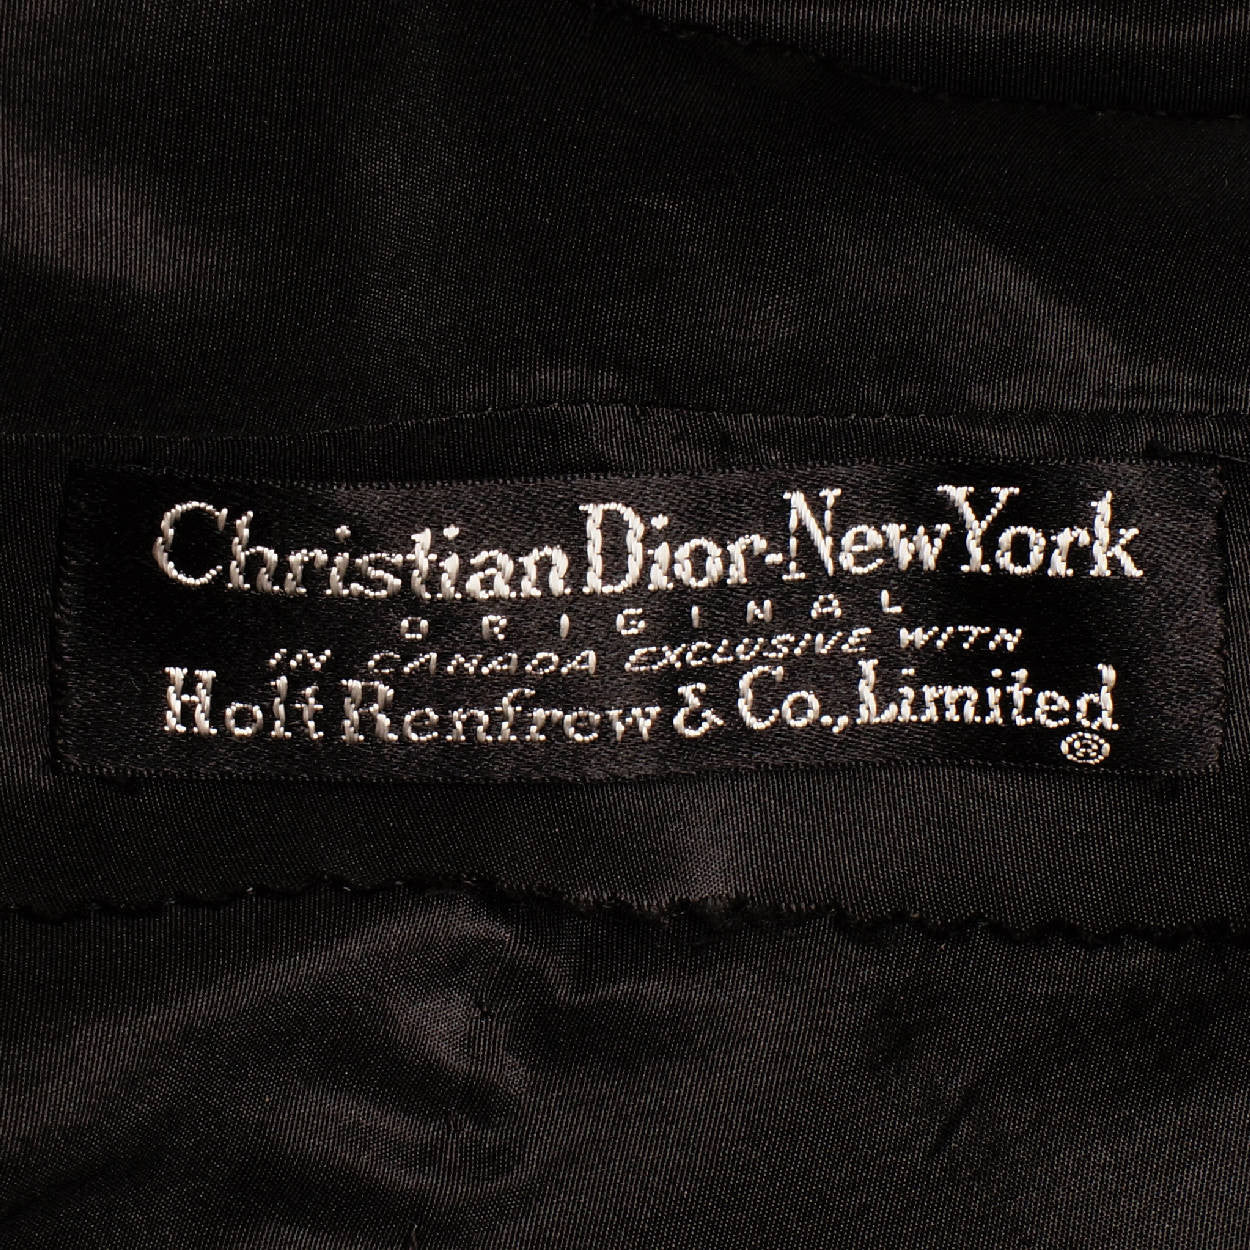 Christian Dior-New York
ORIGINAL
IN CANADA EXCLUSIVE WITH
Holt Renfrew & Co., Limited
®